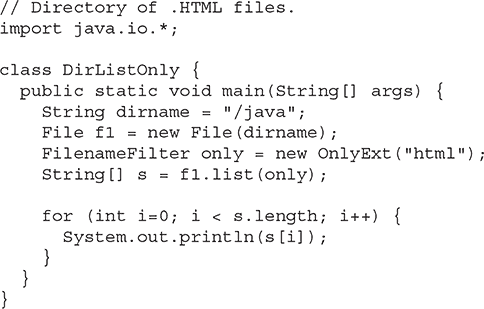 // Directory of .HTML files.
import java.io.*;

class DirListOnly {
  public static void main(String[] args) {
    String dirname = "/java";
    File f1 = new File(dirname);
    FilenameFilter only = new OnlyExt("html");
    String[] s = f1.list(only);

    for (int i=0; i < s.length; i++) {
      System.out.println(s[i]);
    }
  }
}